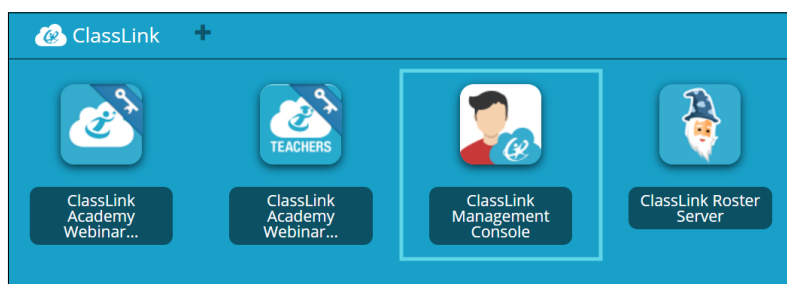 ClassLink +
TEACHERS
ClassLink
Academy
Webinar...
ClassLink
Academy
Webinar...
ClassLink
Management
Console
ClassLink Roster
Server